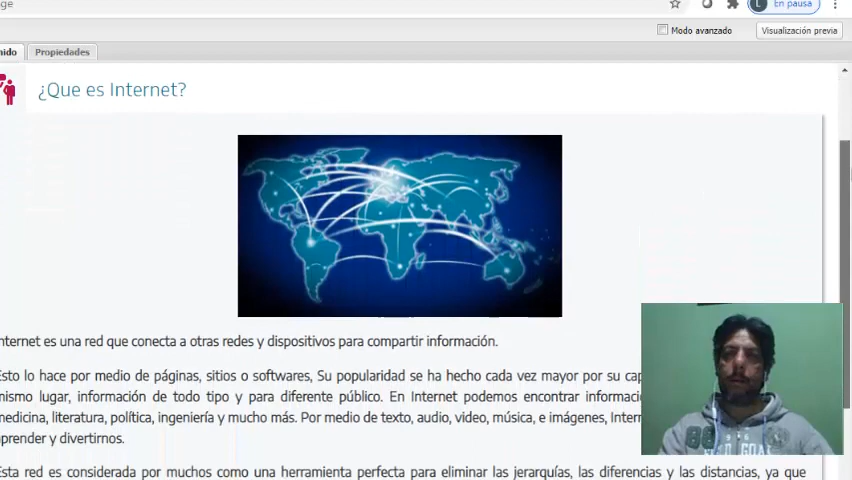 ge
L
En pausa
Modo avanzado
Visualización previa
nido
Propiedades
¿Que es Internet?
nternet es una red que conecta a otras redes y dispositivos para compartir información.
Esto lo hace por medio de páginas, sitios o softwares, Su popularidad se ha hecho cada vez mayor por su cap
mismo lugar, información de todo tipo y para diferente público. En Internet podemos encontrar informació
medicina, literatura, política, ingeniería y mucho más. Por medio de texto, audio, video, música, e imágenes, Intern
prender y divertirnos.
Esta red es considerada por muchos como una herramienta perfecta para eliminar las jerarquías, las diferencias y las distancias, ya que
GOAL